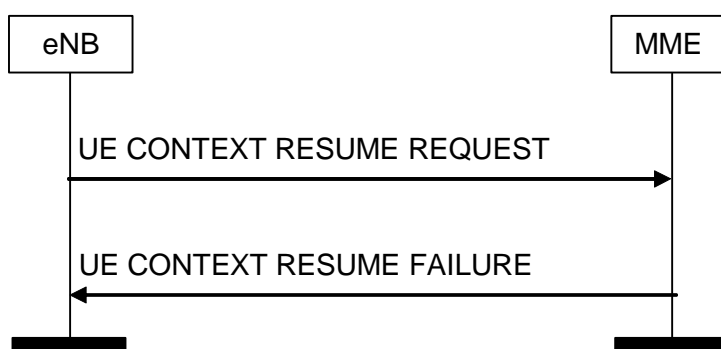 eNB
MME
UE CONTEXT RESUME REQUEST
UE CONTEXT RESUME FAILURE